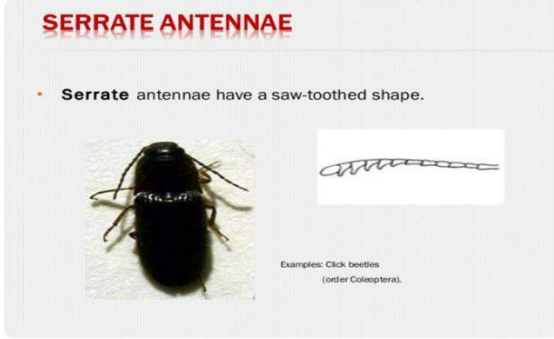 SERRATE ANTENNAE
▪ Serrate antennae have a saw-toothed shape.
Examples: Click beetles
(order Coleoptera).